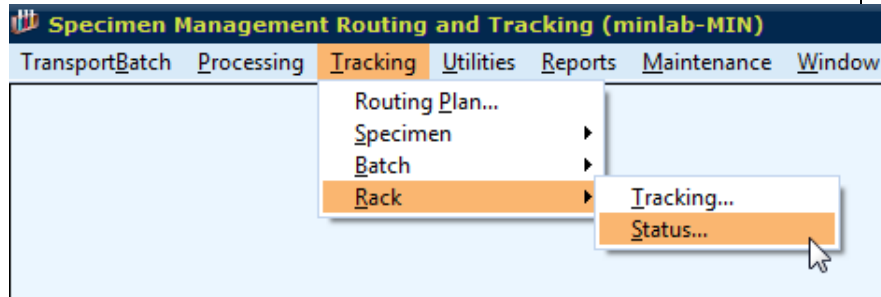 Specimen Management Routing and Tracking (minlab-MIN)
TransportBatch Processing Tracking Utilities Reports Maintenance Window
Routing Plan...
Specimen
Batch
Rack
Tracking...
Status...